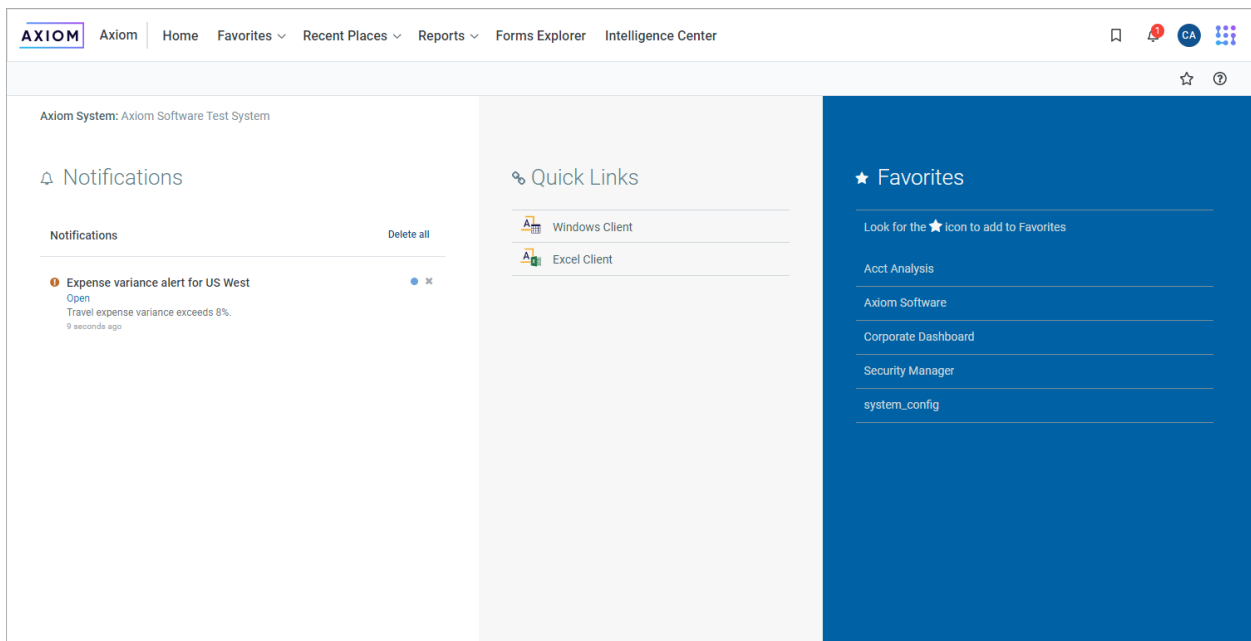 AXIOM Axiom Home Favorites Recent Places Reports Forms Explorer Intelligence Center 1 CA
Axiom System: Axiom Software Test System
Notifications
Notifications Delete all
Expense variance alert for US West
Open
Travel expense variance exceeds 8%.
9 seconds ago
Quick Links
Windows Client
Excel Client
Favorites
Look for the icon to add to Favorites
Acct Analysis
Axiom Software
Corporate Dashboard
Security Manager
system_config